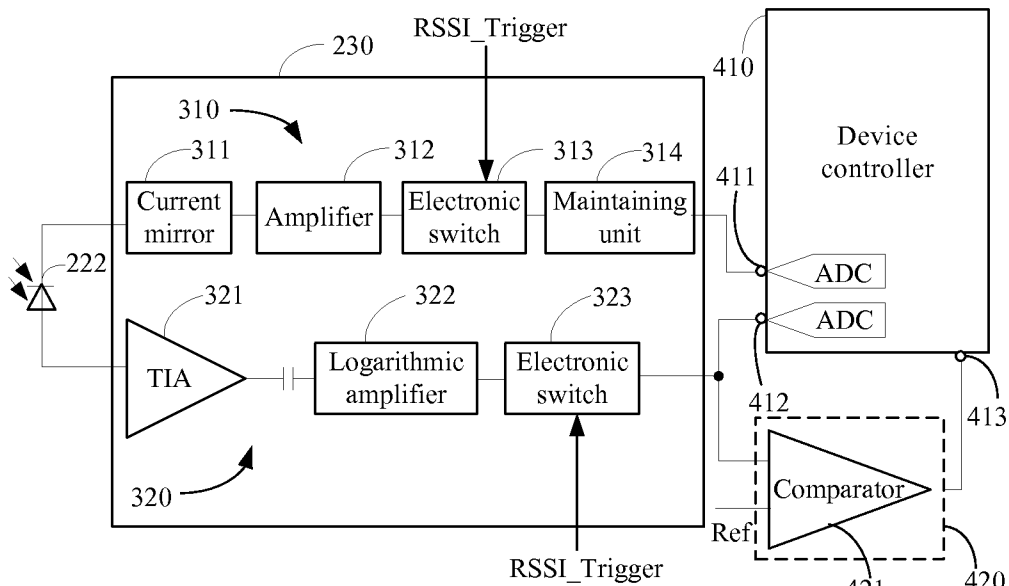 RSSI_Trigger
230
410
310
311
312
313
314
Device
controller
411
Current
mirror
Amplifier
Electronic
switch
Maintaining
unit
222
ADC
321
322
323
ADC
TIA
Logarithmic
amplifier
Electronic
switch
412
413
320
Comparator
Ref
RSSI_Trigger
421
420